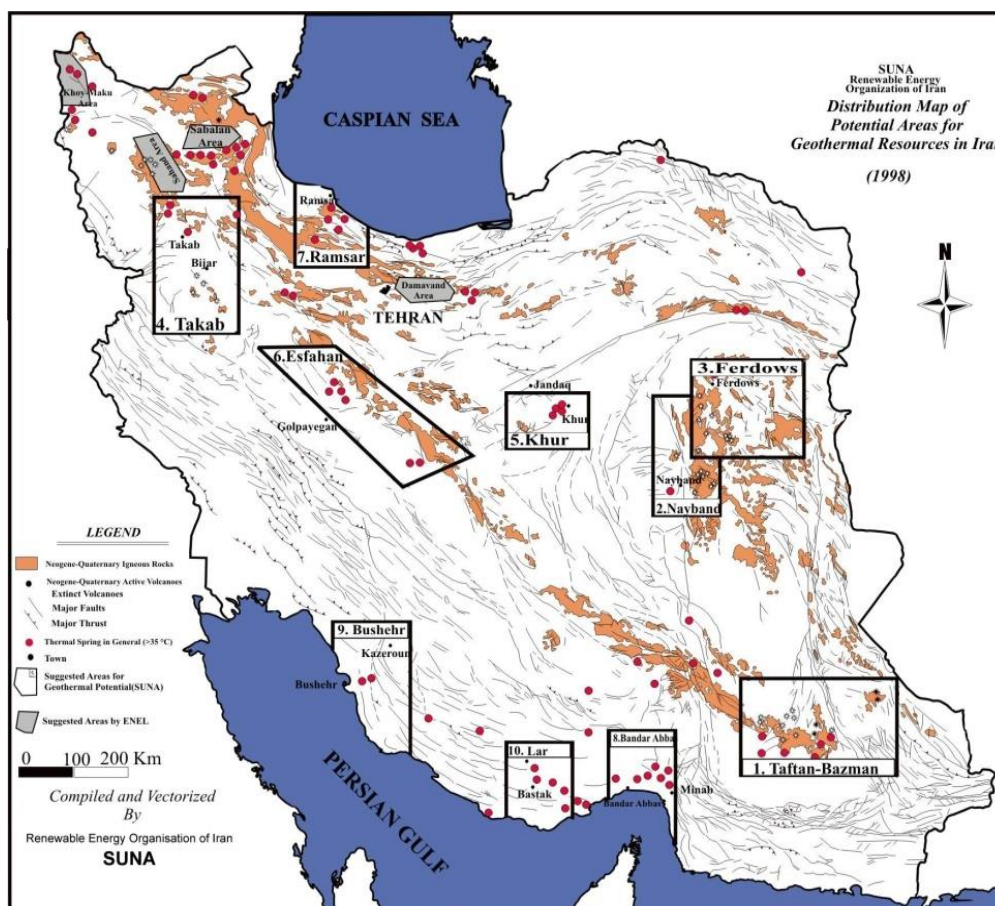 SUNA
Renewable Energy
Organization of Iran
Distribution Map of
Potential Areas for
Geothermal Resources in Iran
(1998)
CASPIAN SEA
Khoy-Maku
Area
Sabalan
Area
Sahand Area
Ramsar
7.Ramsar
Takab
Bijar
4. Takab
Damavand
Area
TEHRAN
N
6.Esfahan
Golpayegan
Jandaq
Khur
5.Khur
3.Ferdows
Ferdows
Nayband
2.Nayband
LEGEND
Neogene-Quaternary Igneous Rocks
Neogene-Quaternary Active Volcanoes
Extinct Volcanoes
Major Faults
Major Thrust
Thermal Spring in General (>35 °C)
Town
Suggested Areas for
Geothermal Potential(SUNA)
Suggested Areas by ENEL
0 100 200 Km
Compiled and Vectorized
By
Renewable Energy Organisation of Iran
SUNA
9. Bushehr
Kazeroun
Bushehr
PERSIAN GULF
10. Lar
Bastak
8.Bandar Abba
Minab
Bandar Abbas
1. Taftan-Bazman